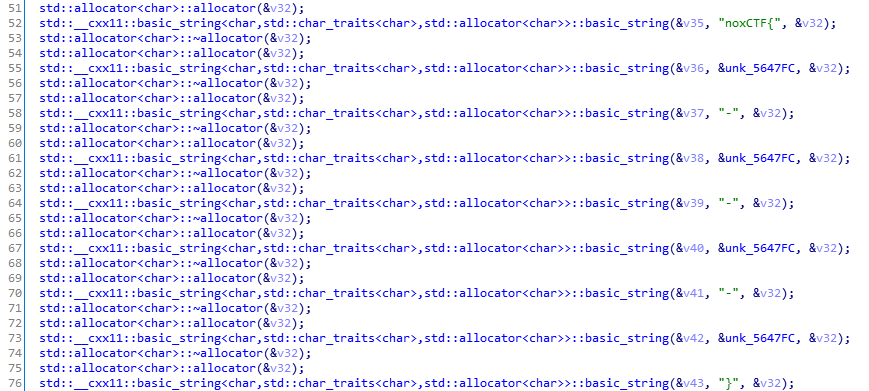 51 std::allocator<char>::allocator(&v32);
52 std::__cxx11::basic_string<char,std::char_traits<char>,std::allocator<char>>::basic_string(&v35, "noxCTF{", &v32);
53 std::allocator<char>::~allocator(&v32);
54 std::allocator<char>::allocator(&v32);
55 std::__cxx11::basic_string<char,std::char_traits<char>,std::allocator<char>>::basic_string(&v36, &unk_5647FC, &v32);
56 std::allocator<char>::~allocator(&v32);
57 std::allocator<char>::allocator(&v32);
58 std::__cxx11::basic_string<char,std::char_traits<char>,std::allocator<char>>::basic_string(&v37, "-", &v32);
59 std::allocator<char>::~allocator(&v32);
60 std::allocator<char>::allocator(&v32);
61 std::__cxx11::basic_string<char,std::char_traits<char>,std::allocator<char>>::basic_string(&v38, &unk_5647FC, &v32);
62 std::allocator<char>::~allocator(&v32);
63 std::allocator<char>::allocator(&v32);
64 std::__cxx11::basic_string<char,std::char_traits<char>,std::allocator<char>>::basic_string(&v39, "-", &v32);
65 std::allocator<char>::~allocator(&v32);
66 std::allocator<char>::allocator(&v32);
67 std::__cxx11::basic_string<char,std::char_traits<char>,std::allocator<char>>::basic_string(&v40, &unk_5647FC, &v32);
68 std::allocator<char>::~allocator(&v32);
69 std::allocator<char>::allocator(&v32);
70 std::__cxx11::basic_string<char,std::char_traits<char>,std::allocator<char>>::basic_string(&v41, "-", &v32);
71 std::allocator<char>::~allocator(&v32);
72 std::allocator<char>::allocator(&v32);
73 std::__cxx11::basic_string<char,std::char_traits<char>,std::allocator<char>>::basic_string(&v42, &unk_5647FC, &v32);
74 std::allocator<char>::~allocator(&v32);
75 std::allocator<char>::allocator(&v32);
76 std::__cxx11::basic_string<char,std::char_traits<char>,std::allocator<char>>::basic_string(&v43, "}", &v32);